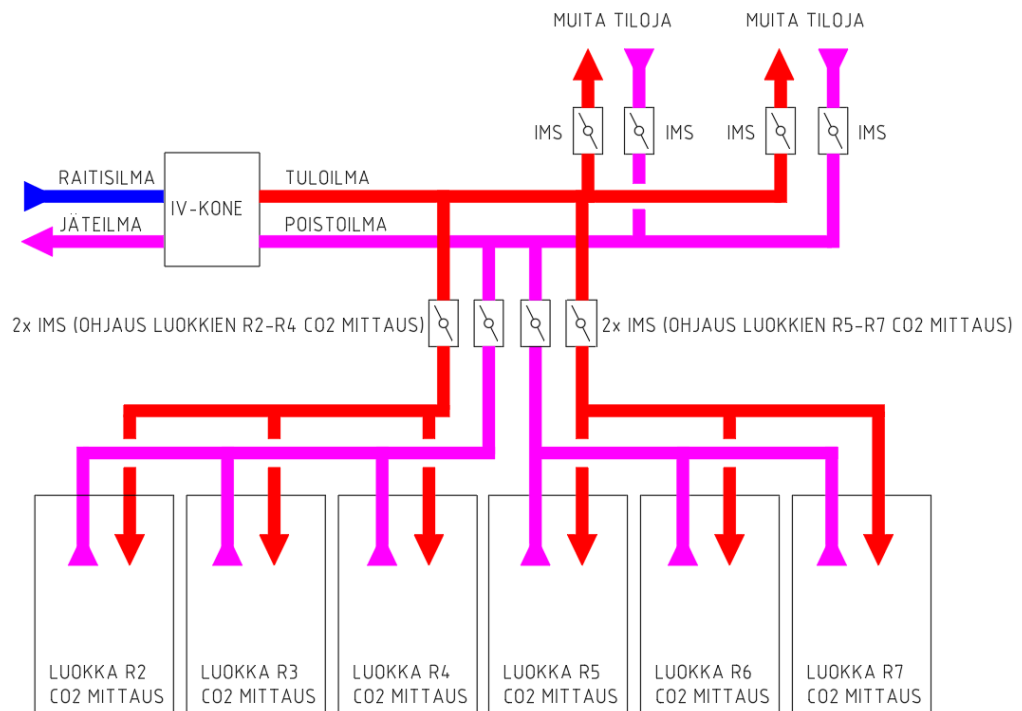 MUITA TILOJA
MUITA TILOJA
IMS
IMS
IMS
IMS
RAITISILMA
TULOILMA
IV-KONE
JÄTEILMA
POISTOILMA
2x IMS (OHJAUS LUOKKIEN R2-R4 CO2 MITTAUS)
2x IMS (OHJAUS LUOKKIEN R5-R7 CO2 MITTAUS)
LUOKKA R2
CO2 MITTAUS
LUOKKA R3
CO2 MITTAUS
LUOKKA R4
CO2 MITTAUS
LUOKKA R5
CO2 MITTAUS
LUOKKA R6
CO2 MITTAUS
LUOKKA R7
CO2 MITTAUS